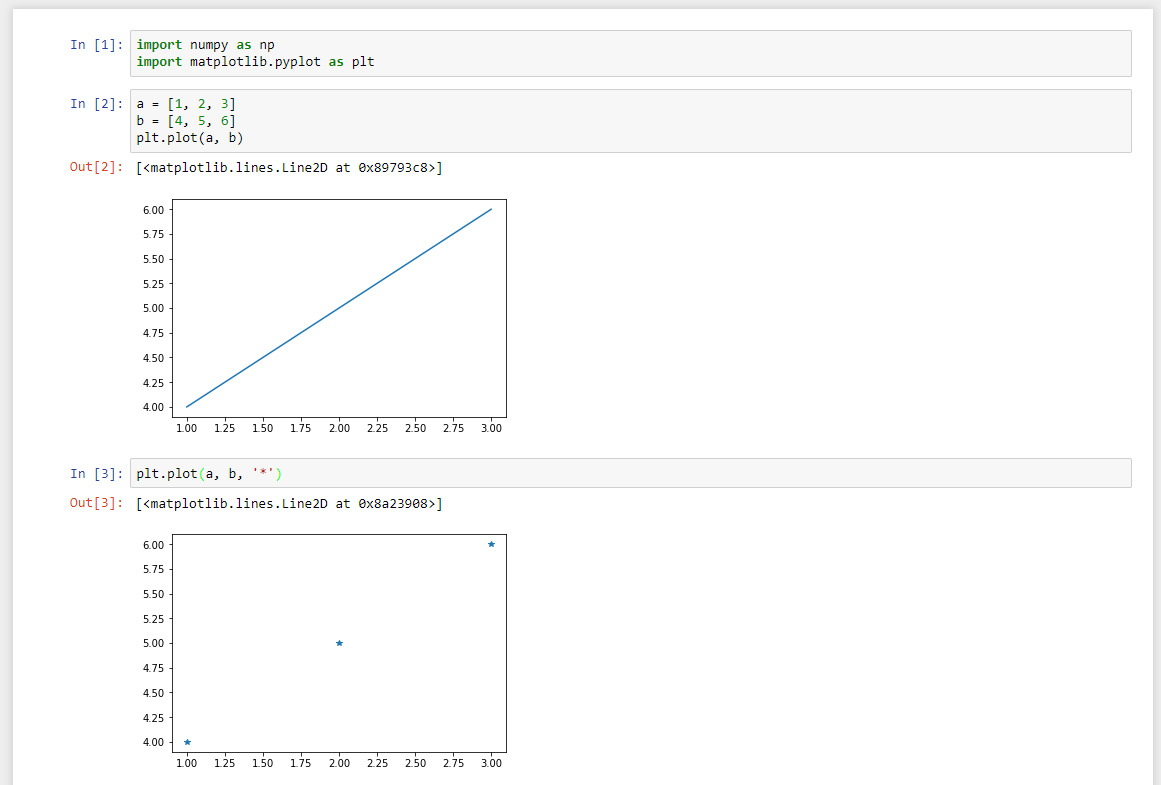 In [1]: import numpy as np
import matplotlib.pyplot as plt
In [2]: a = [1, 2, 3]
b = [4, 5, 6]
plt.plot(a, b)
Out[2]: [<matplotlib.lines.Line2D at 0x89793c8>]
6.00
5.75
5.50
5.25
5.00
4.75
4.50
4.25
4.00
1.00 1.25 1.50 1.75 2.00 2.25 2.50 2.75 3.00
In [3]: plt.plot(a, b, '*')
Out[3]: [<matplotlib.lines.Line2D at 0x8a23908>]
6.00
5.75
5.50
5.25
5.00
4.75
4.50
4.25
4.00
1.00 1.25 1.50 1.75 2.00 2.25 2.50 2.75 3.00